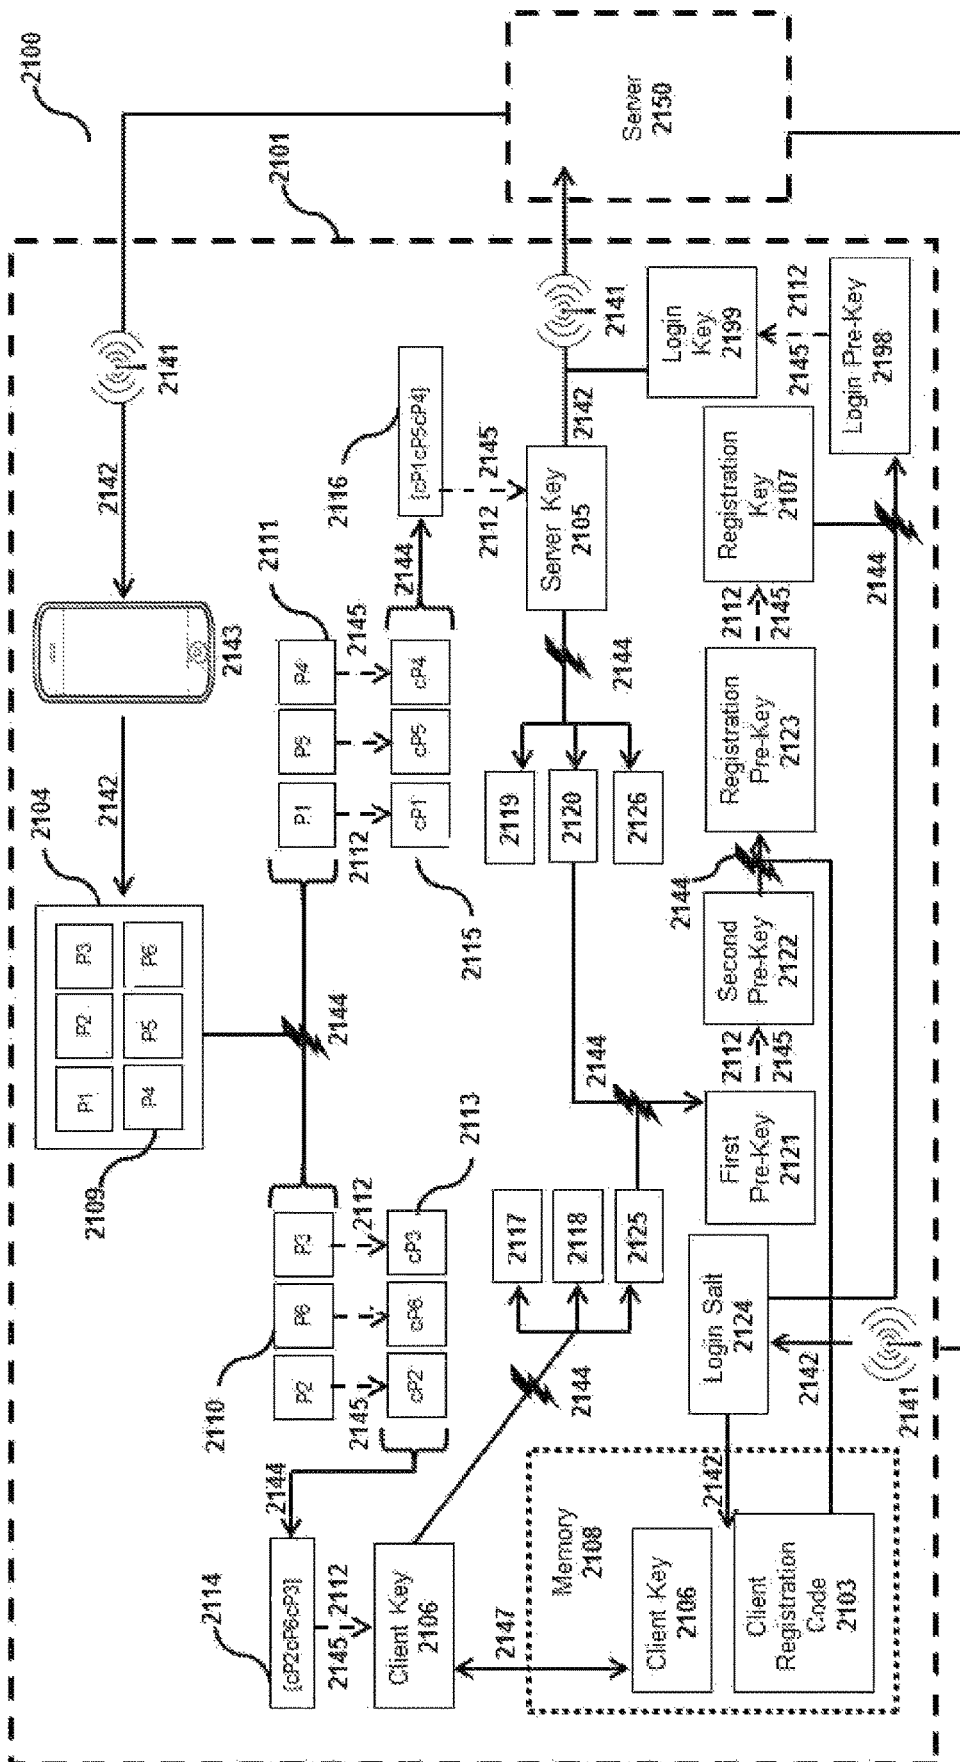 2100
2101
Server
2150
2141
2142
2143
2142
2104
P1
P2
P3
P4
P5
P6
2109
2144
2111
P1
P5
P4
2112
2145
cP1
cP5
cP4
2115
2144
2116
[cP1cP5cP4]
2112
2145
Server Key
2105
2142
2141
2144
2119
2120
2126
2144
2110
P2
P6
P3
2145
2112
cP2
cP6
cP3
2113
2144
2114
[cP2cP6cP3]
2145
2112
Client Key
2106
2144
2117
2118
2125
2147
Memory
2108
Client Key
2106
Client
Registration
Code
2103
2142
Login Salt
2124
2142
2141
First
Pre-Key
2121
2112
2145
Second
Pre-Key
2122
2144
Registration
Pre-Key
2123
2112
2145
Registration
Key
2107
2144
Login Pre-Key
2198
2145
2112
Login
Key
2199